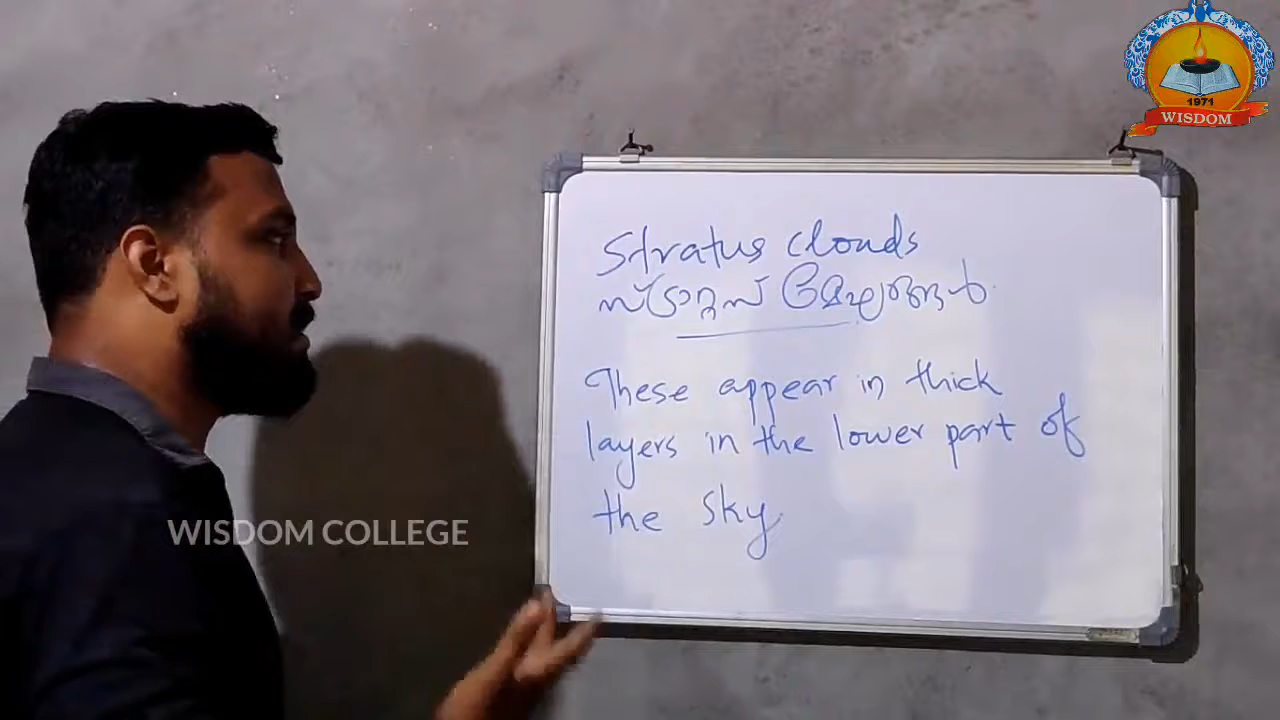 1971
WISDOM
Stratus clouds
സ്ട്രാറ്റസ് മേഘങ്ങൾ
These appear in thick
layers in the lower part of
the sky
WISDOM COLLEGE